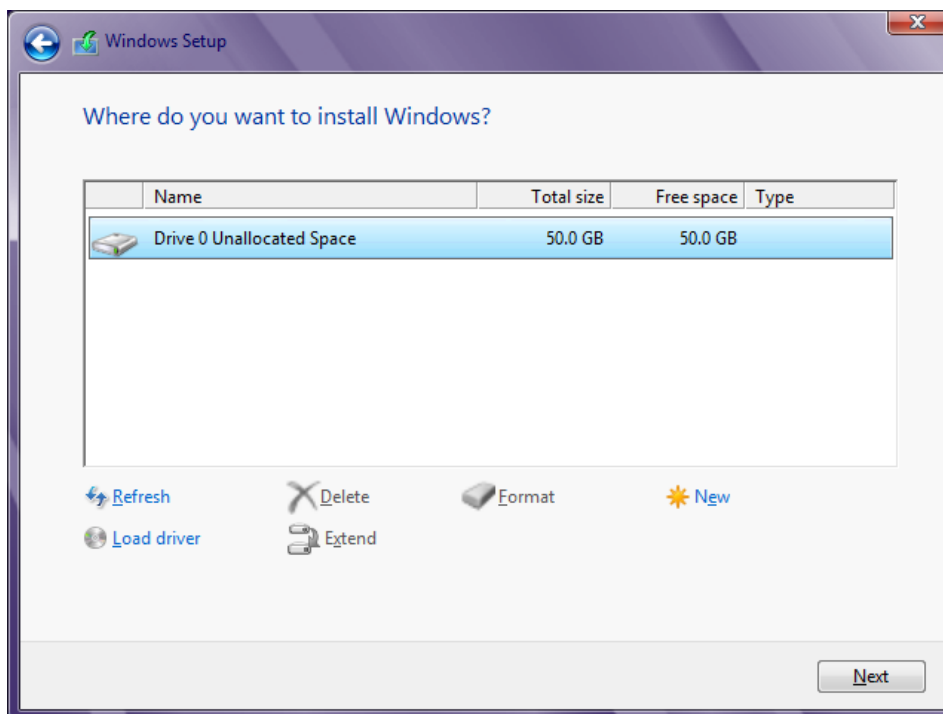 Windows Setup
Where do you want to install Windows?
Name Total size Free space Type
Drive 0 Unallocated Space 50.0 GB 50.0 GB
Refresh Delete Format New
Load driver Extend
Next